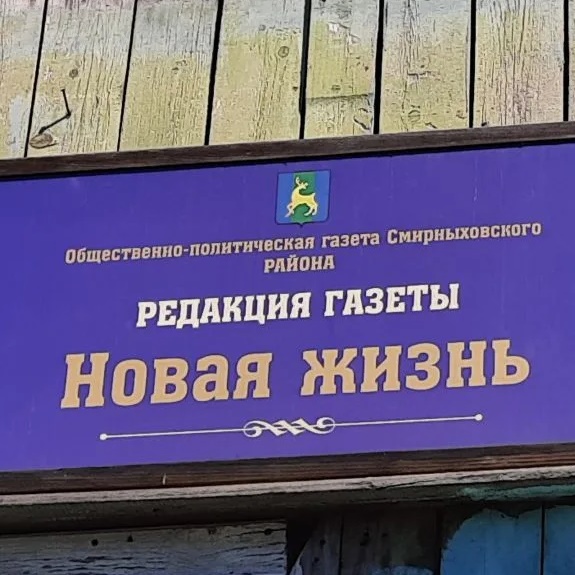 Общественно-политическая газета Смирныховского
РАЙОНА
РЕДАКЦИЯ ГАЗЕТЫ
Новая жизнь